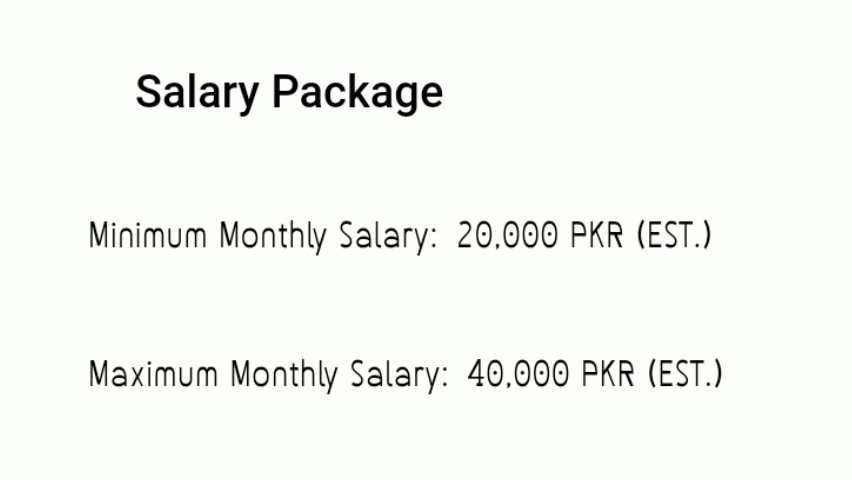 Salary Package
Minimum Monthly Salary: 20,000 PKR (EST.)
Maximum Monthly Salary: 40,000 PKR (EST.)